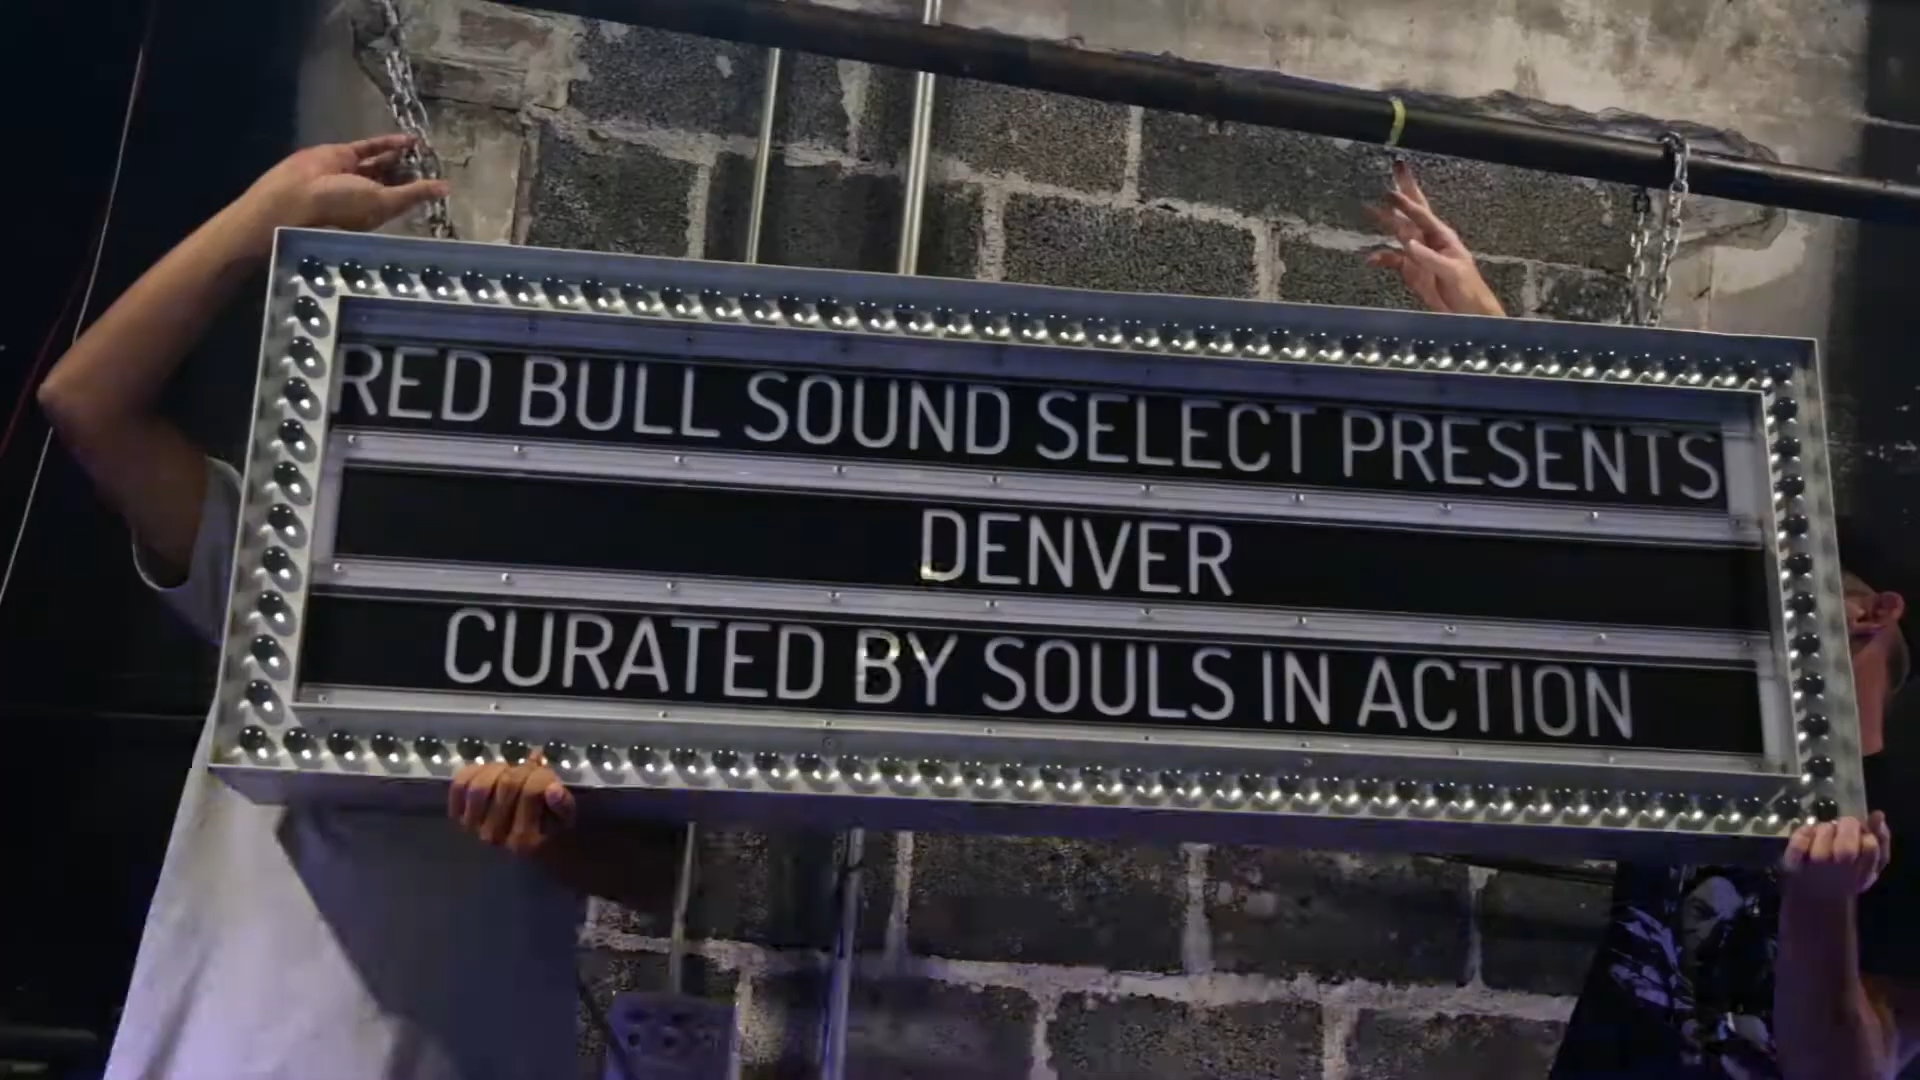 RED BULL SOUND SELECT PRESENTS
DENVER
CURATED BY SOULS IN ACTION